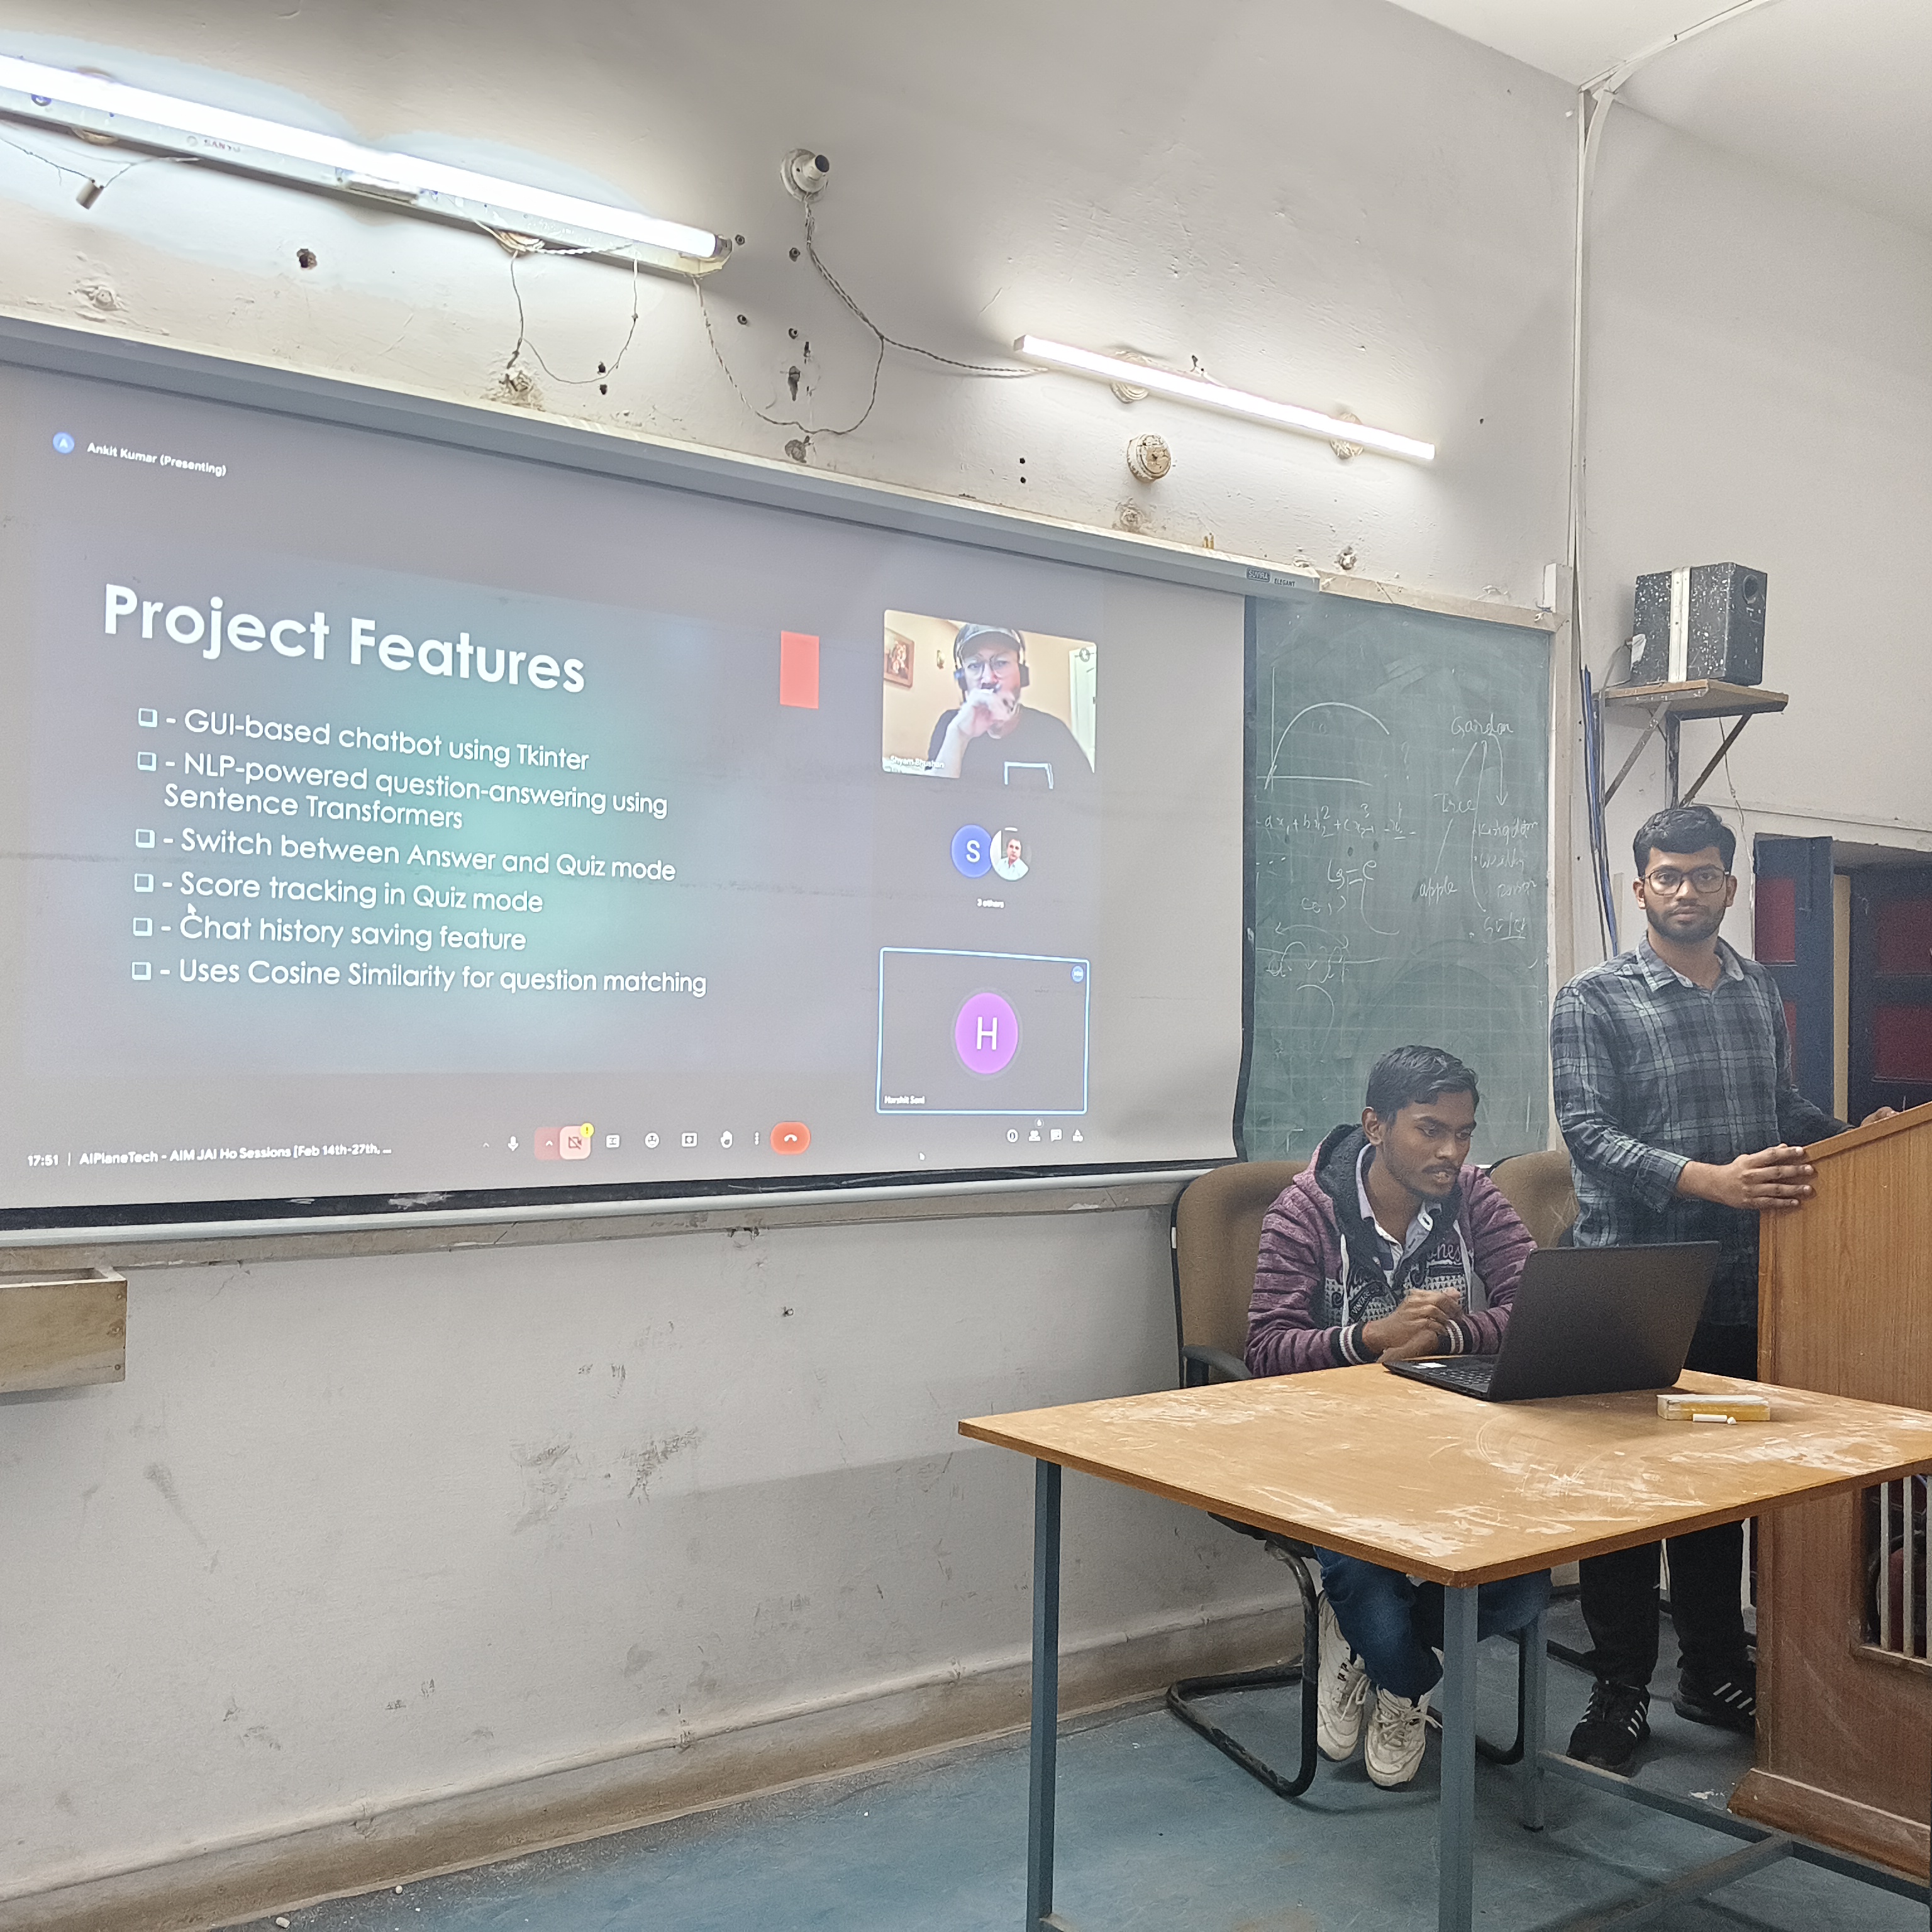 SANYO
A
Ankit Kumar (Presenting)
Project Features
- GUI-based chatbot using Tkinter
- NLP-powered question-answering using
Sentence Transformers
- Switch between Answer and Quiz mode
- Score tracking in Quiz mode
- Chat history saving feature
- Uses Cosine Similarity for question matching
Shyam Bhushan
S
3 others
H
Harshit Soni
17:51 | AIPlaneTech - AIM JAI Ho Sessions [Feb 14th-27th, ...
ELEGANT
Garden
Tree
Kingdom
apple